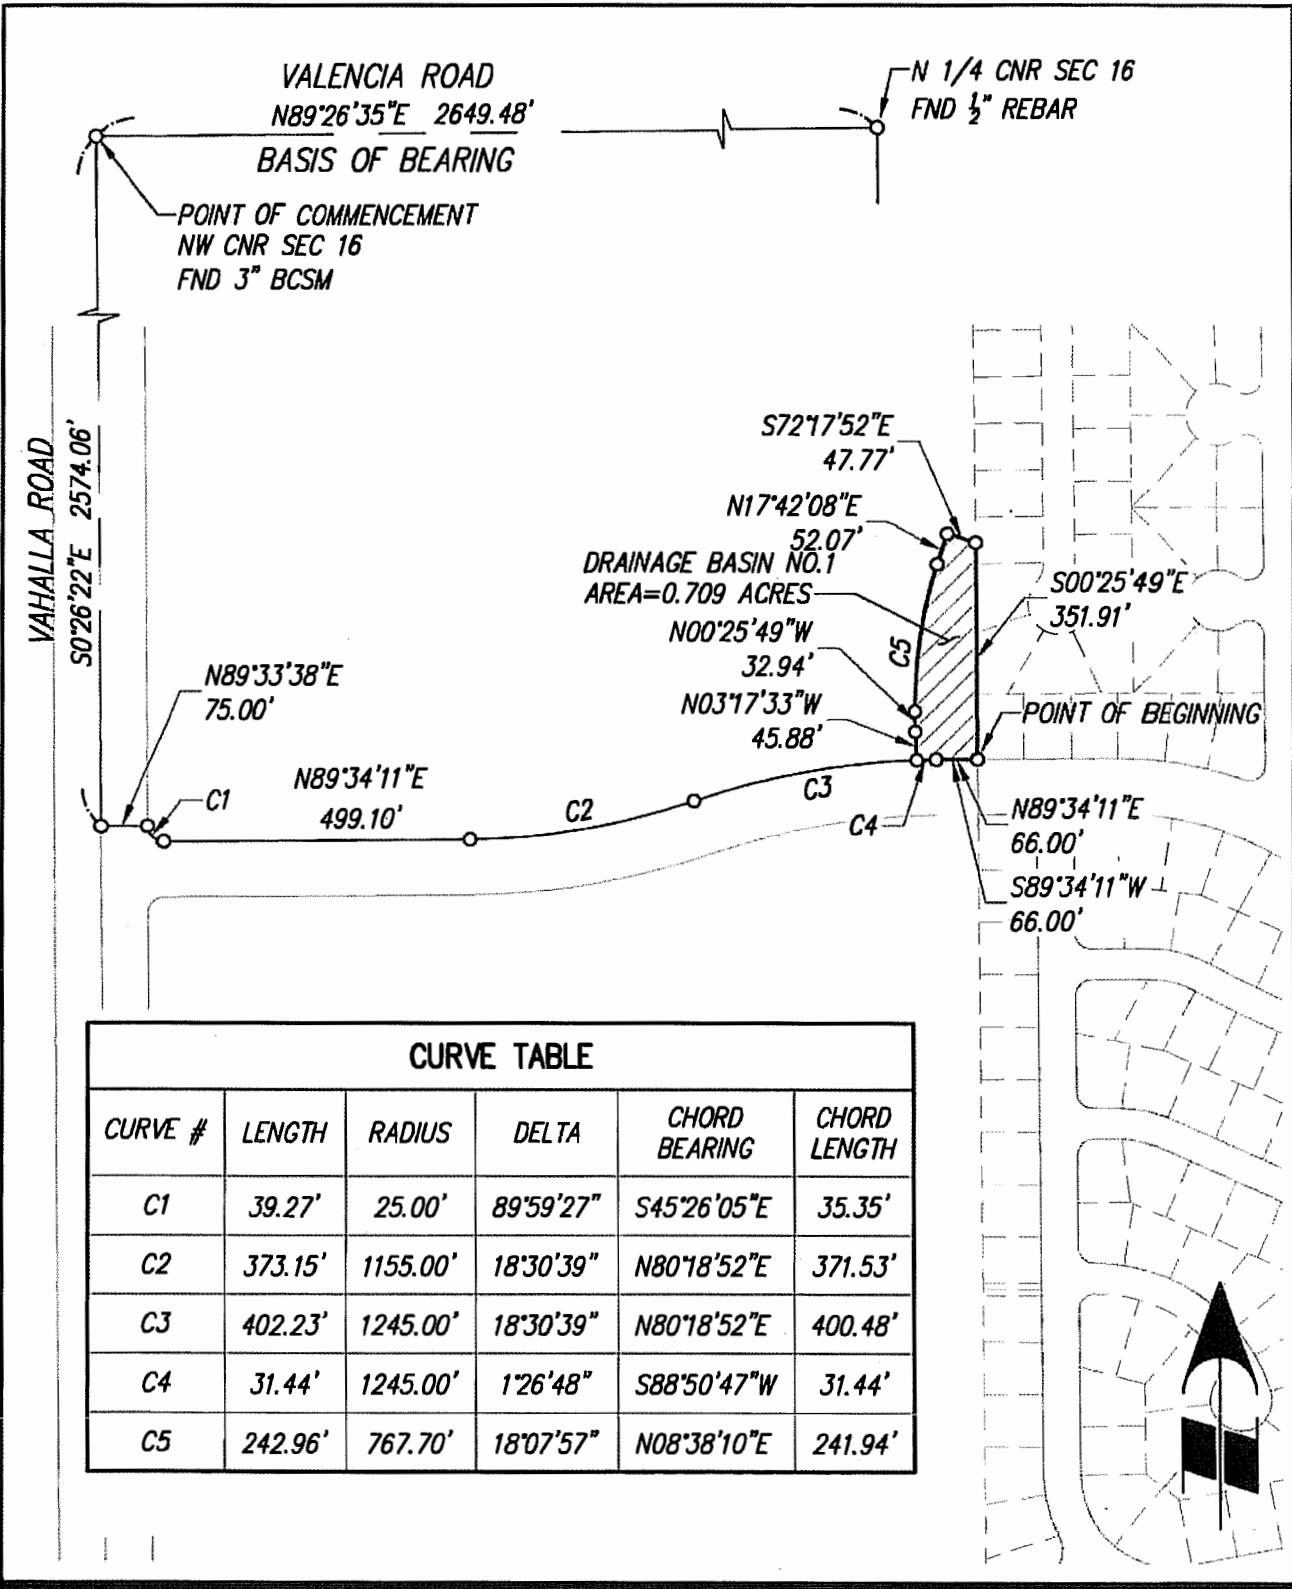 VALENCIA ROAD
N89°26'35"E 2649.48'
BASIS OF BEARING
N 1/4 CNR SEC 16
FND ½" REBAR
POINT OF COMMENCEMENT
NW CNR SEC 16
FND 3" BCSM
VAHALLA ROAD
S0°26'22"E 2574.06'
S72°17'52"E
47.77'
N17°42'08"E
52.07'
DRAINAGE BASIN NO.1
AREA=0.709 ACRES
S00°25'49"E
351.91'
N00°25'49"W
32.94'
C5
N03°17'33"W
45.88'
POINT OF BEGINNING
N89°33'38"E
75.00'
C1
N89°34'11"E
499.10'
C2
C3
C4
N89°34'11"E
66.00'
S89°34'11"W
66.00'
CURVE TABLE
CURVE # LENGTH RADIUS DELTA CHORD BEARING CHORD LENGTH
C1 39.27' 25.00' 89°59'27" S45°26'05"E 35.35'
C2 373.15' 1155.00' 18°30'39" N80°18'52"E 371.53'
C3 402.23' 1245.00' 18°30'39" N80°18'52"E 400.48'
C4 31.44' 1245.00' 1°26'48" S88°50'47"W 31.44'
C5 242.96' 767.70' 18°07'57" N08°38'10"E 241.94'